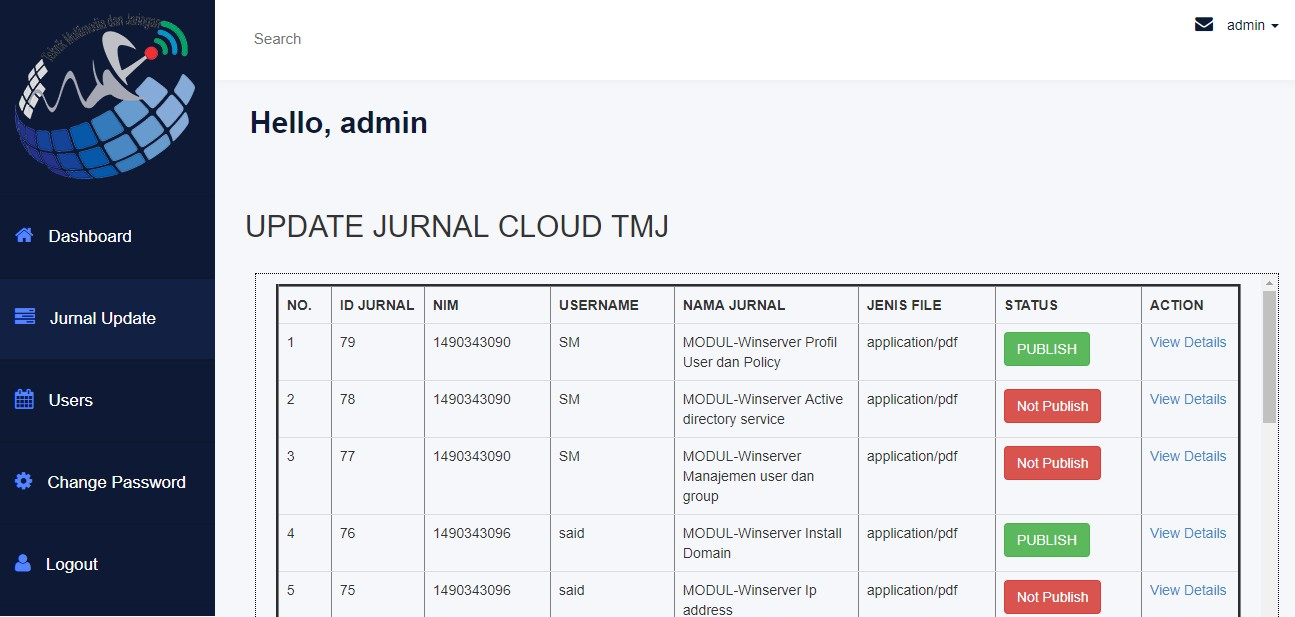 Teknik Multimedia dan Jaringan
Search
admin
Hello, admin
Dashboard
Jurnal Update
Users
Change Password
Logout
UPDATE JURNAL CLOUD TMJ
NO. ID JURNAL NIM USERNAME NAMA JURNAL JENIS FILE STATUS ACTION
1 79 1490343090 SM MODUL-Winserver Profil application/pdf PUBLISH View Details
User dan Policy
2 78 1490343090 SM MODUL-Winserver Active application/pdf Not Publish View Details
directory service
3 77 1490343090 SM MODUL-Winserver application/pdf Not Publish View Details
Manajemen user dan
group
4 76 1490343096 said MODUL-Winserver Install application/pdf PUBLISH View Details
Domain
5 75 1490343096 said MODUL-Winserver Ip application/pdf Not Publish View Details
address